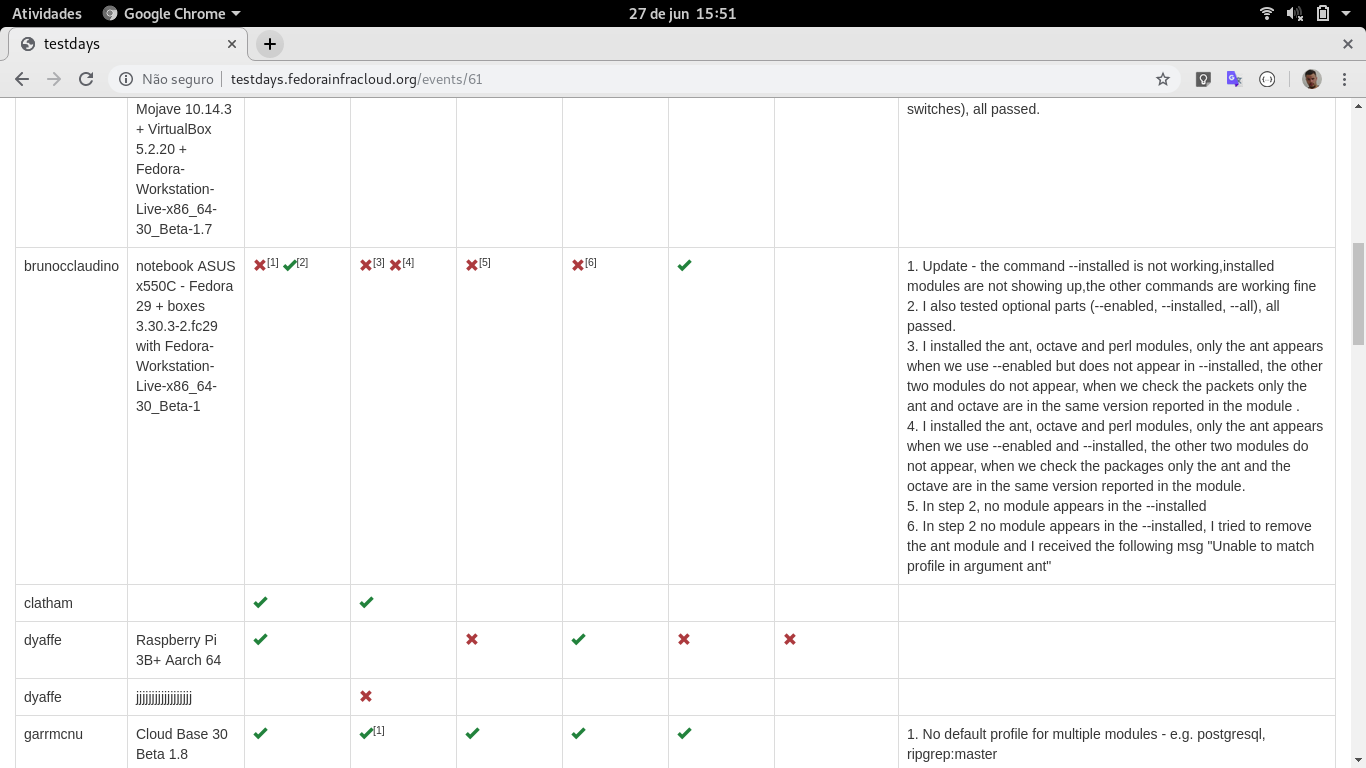 Atividades
Google Chrome
27 de jun 15:51
testdays
Não seguro
testdays.fedorainfracloud.org/events/61
Mojave 10.14.3
+ VirtualBox
5.2.20 +
Fedora-
Workstation-
Live-x86_64-
30_Beta-1.7
switches), all passed.
brunocclaudino
notebook ASUS
x550C - Fedora
29 + boxes
3.30.3-2.fc29
with Fedora-
Workstation-
Live-x86_64-
30_Beta-1
[1] [2]
[3] [4]
[5]
[6]
1. Update - the command --installed is not working,installed
modules are not showing up,the other commands are working fine
2. I also tested optional parts (--enabled, --installed, --all), all
passed.
3. I installed the ant, octave and perl modules, only the ant appears
when we use --enabled but does not appear in --installed, the other
two modules do not appear, when we check the packets only the
ant and octave are in the same version reported in the module .
4. I installed the ant, octave and perl modules, only the ant appears
when we use --enabled and --installed, the other two modules do
not appear, when we check the packages only the ant and the
octave are in the same version reported in the module.
5. In step 2, no module appears in the --installed
6. In step 2 no module appears in the --installed, I tried to remove
the ant module and I received the following msg "Unable to match
profile in argument ant"
clatham
dyaffe
Raspberry Pi
3B+ Aarch 64
dyaffe
jjjjjjjjjjjjjjjjjj
garrmcnu
Cloud Base 30
Beta 1.8
[1]
1. No default profile for multiple modules - e.g. postgresql,
ripgrep:master